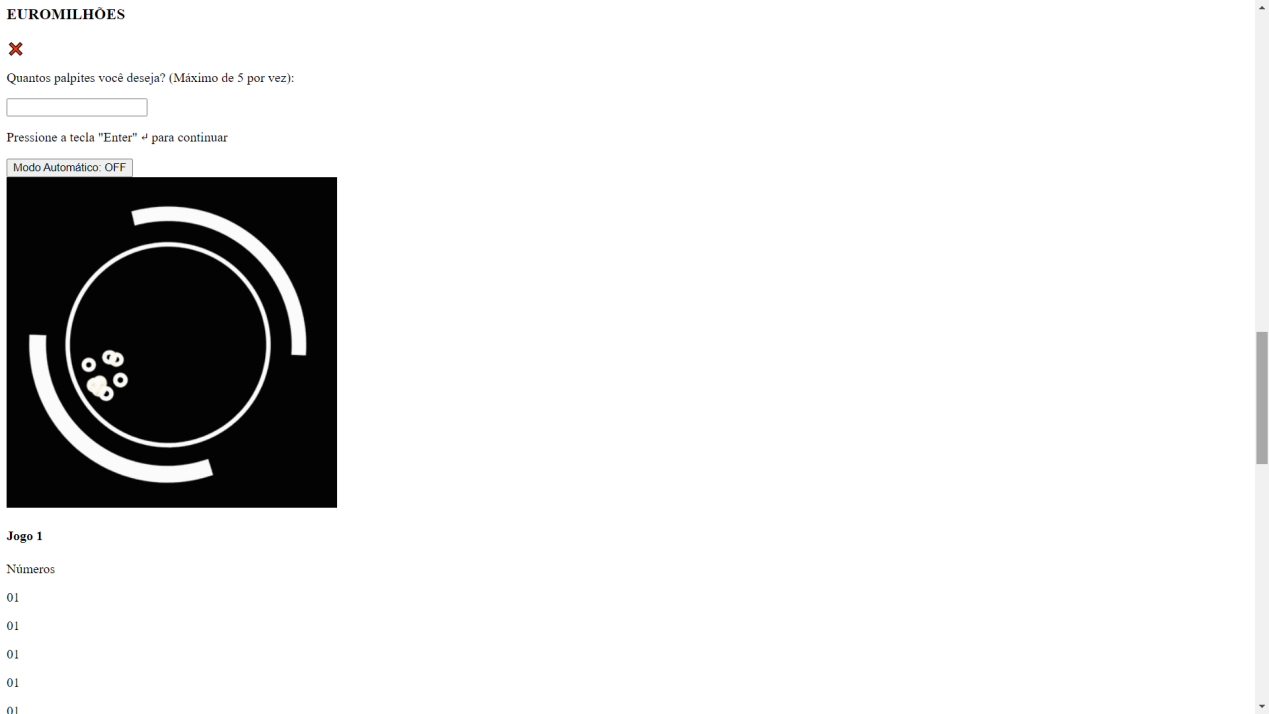 EUROMILHÕES
Quantos palpites você deseja? (Máximo de 5 por vez):
Pressione a tecla "Enter" ↵ para continuar
Modo Automático: OFF
Jogo 1
Números
01
01
01
01
01